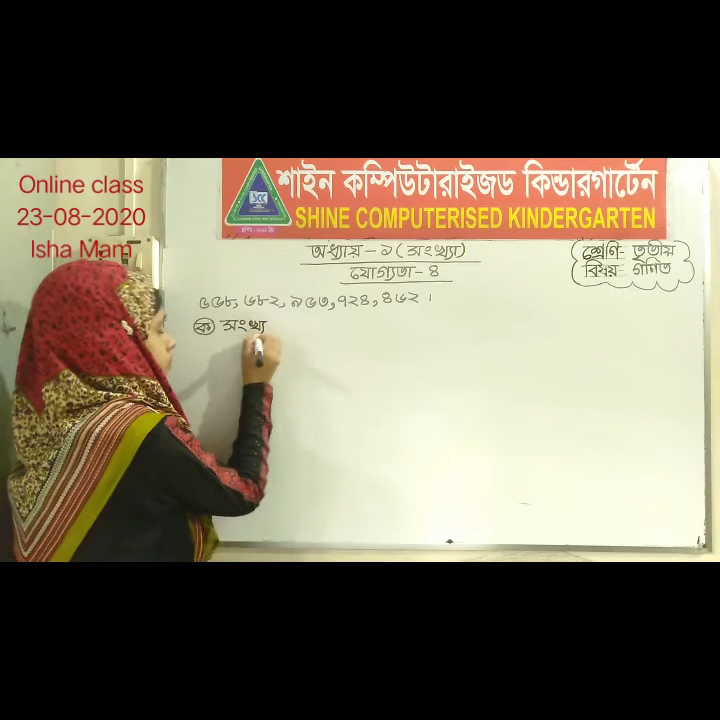 Online class
23-08-2020
Isha Mam
শাইন কম্পিউটারাইজড কিন্ডারগার্টেন
SHINE COMPUTERISED KINDERGARTEN
অধ্যায় - ১ (সংখ্যা)
যোগ্যতা - ৪
শ্রেণি- তৃতীয়
বিষয়- গণিত
৫৫৮, ৬৮২, ৯৫৩, ৭২৪, ৪৬২ ।
ক সংখ্য